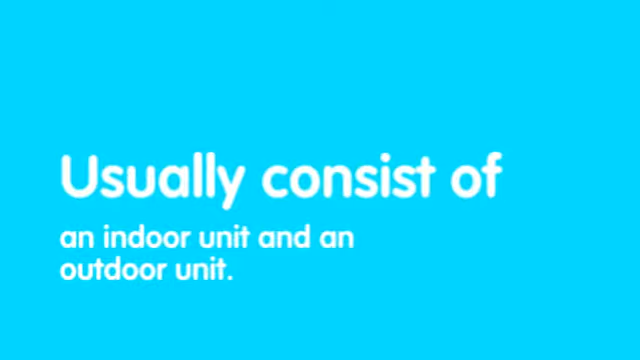 Usually consist of
an indoor unit and an
outdoor unit.